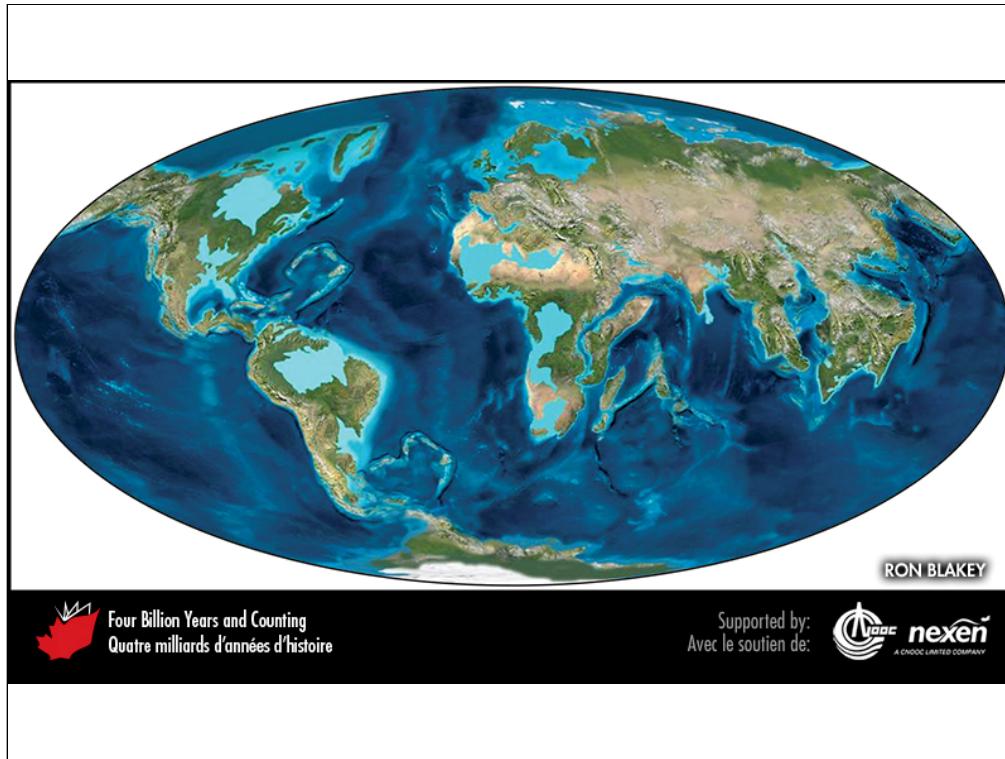 RON BLAKEY
Four Billion Years and Counting
Quatre milliards d'années d'histoire
Supported by:
Avec le soutien de:
CNOOC
nexen
A CNOOC LIMITED COMPANY